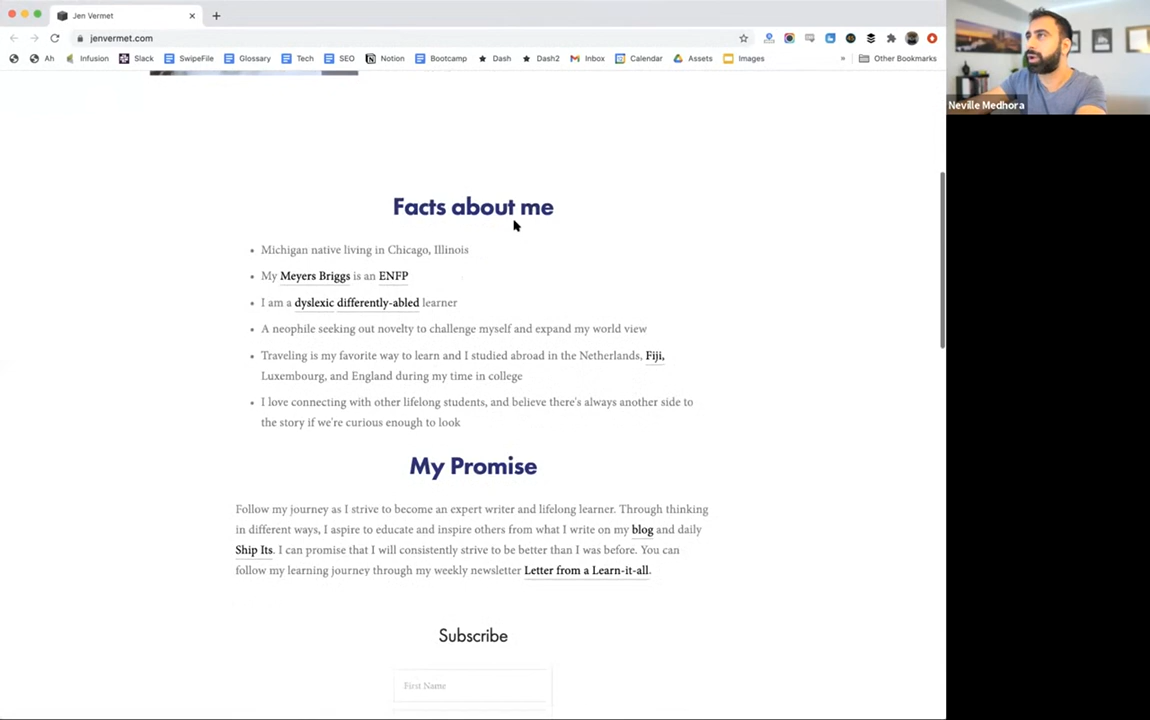 Jen Vermet
jenvermet.com
Ah
Infusion
Slack
SwipeFile
Glossary
Tech
SEO
Notion
Bootcamp
Dash
Dash2
Inbox
Calendar
Assets
Images
»
Other Bookmarks
Neville Medhora
Facts about me
• Michigan native living in Chicago, Illinois
• My Meyers Briggs is an ENFP
• I am a dyslexic differently-abled learner
• A neophile seeking out novelty to challenge myself and expand my world view
• Traveling is my favorite way to learn and I studied abroad in the Netherlands, Fiji,
Luxembourg, and England during my time in college
• I love connecting with other lifelong students, and believe there's always another side to
the story if we're curious enough to look
My Promise
Follow my journey as I strive to become an expert writer and lifelong learner. Through thinking
in different ways, I aspire to educate and inspire others from what I write on my blog and daily
Ship Its. I can promise that I will consistently strive to be better than I was before. You can
follow my learning journey through my weekly newsletter Letter from a Learn-it-all.
Subscribe
First Name